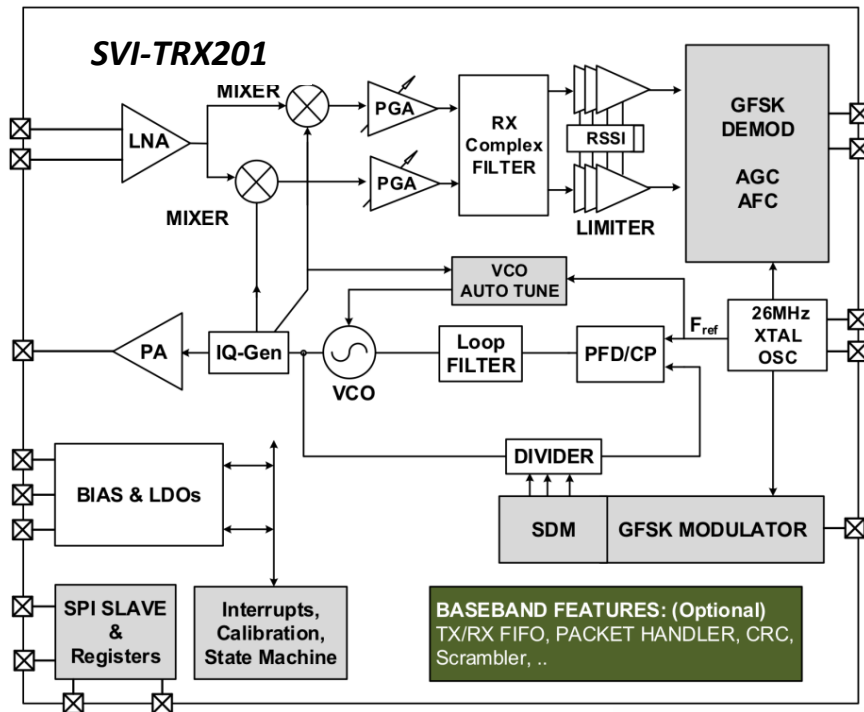 SVI-TRX201
MIXER
LNA
PGA
RX
Complex
FILTER
RSSI
GFSK
DEMOD
AGC
AFC
PGA
MIXER
LIMITER
VCO
AUTO TUNE
Fref
26MHz
XTAL
OSC
PA
IQ-Gen
VCO
Loop
FILTER
PFD/CP
DIVIDER
BIAS & LDOs
SDM
GFSK MODULATOR
SPI SLAVE
&
Registers
Interrupts,
Calibration,
State Machine
BASEBAND FEATURES: (Optional)
TX/RX FIFO, PACKET HANDLER, CRC,
Scrambler, ..